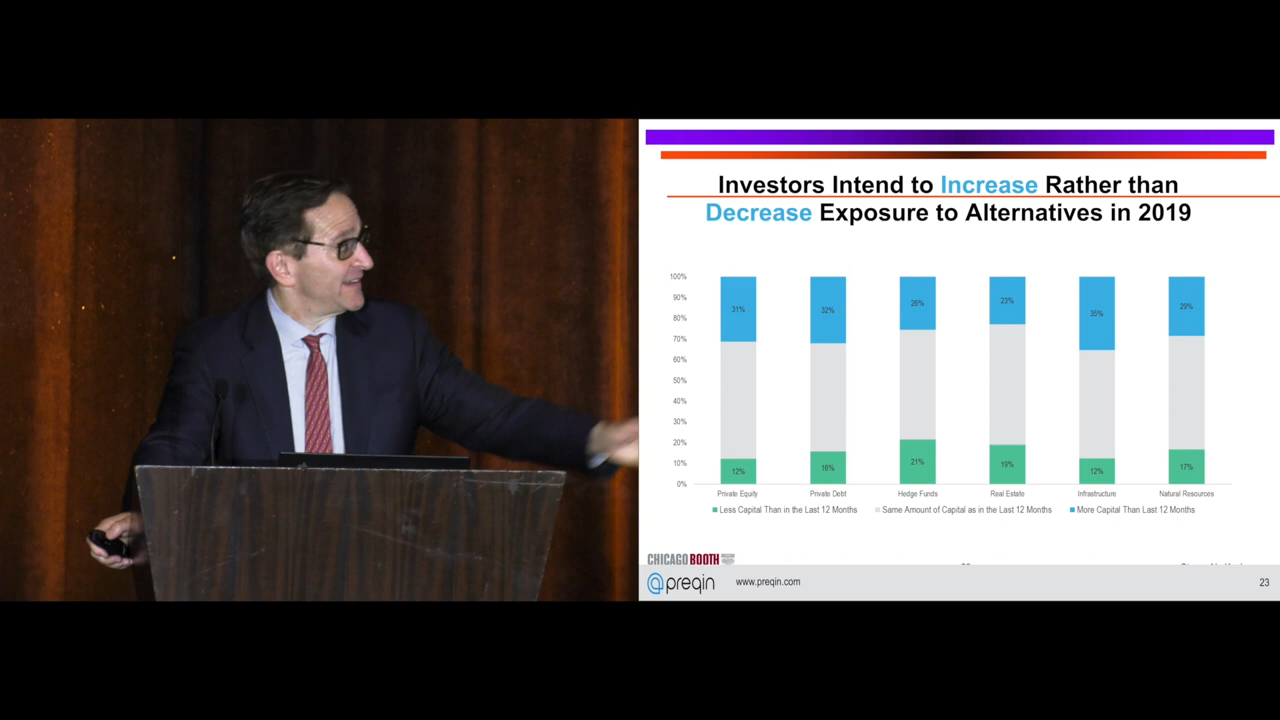 Investors Intend to Increase Rather than
Decrease Exposure to Alternatives in 2019
100%
90%
80%
70%
60%
50%
40%
30%
20%
10%
0%
31%
32%
26%
23%
35%
29%
12%
16%
21%
19%
12%
17%
Private Equity
Private Debt
Hedge Funds
Real Estate
Infrastructure
Natural Resources
Less Capital Than in the Last 12 Months
Same Amount of Capital as in the Last 12 Months
More Capital Than Last 12 Months
CHICAGO BOOTH
preqin
www.preqin.com
23